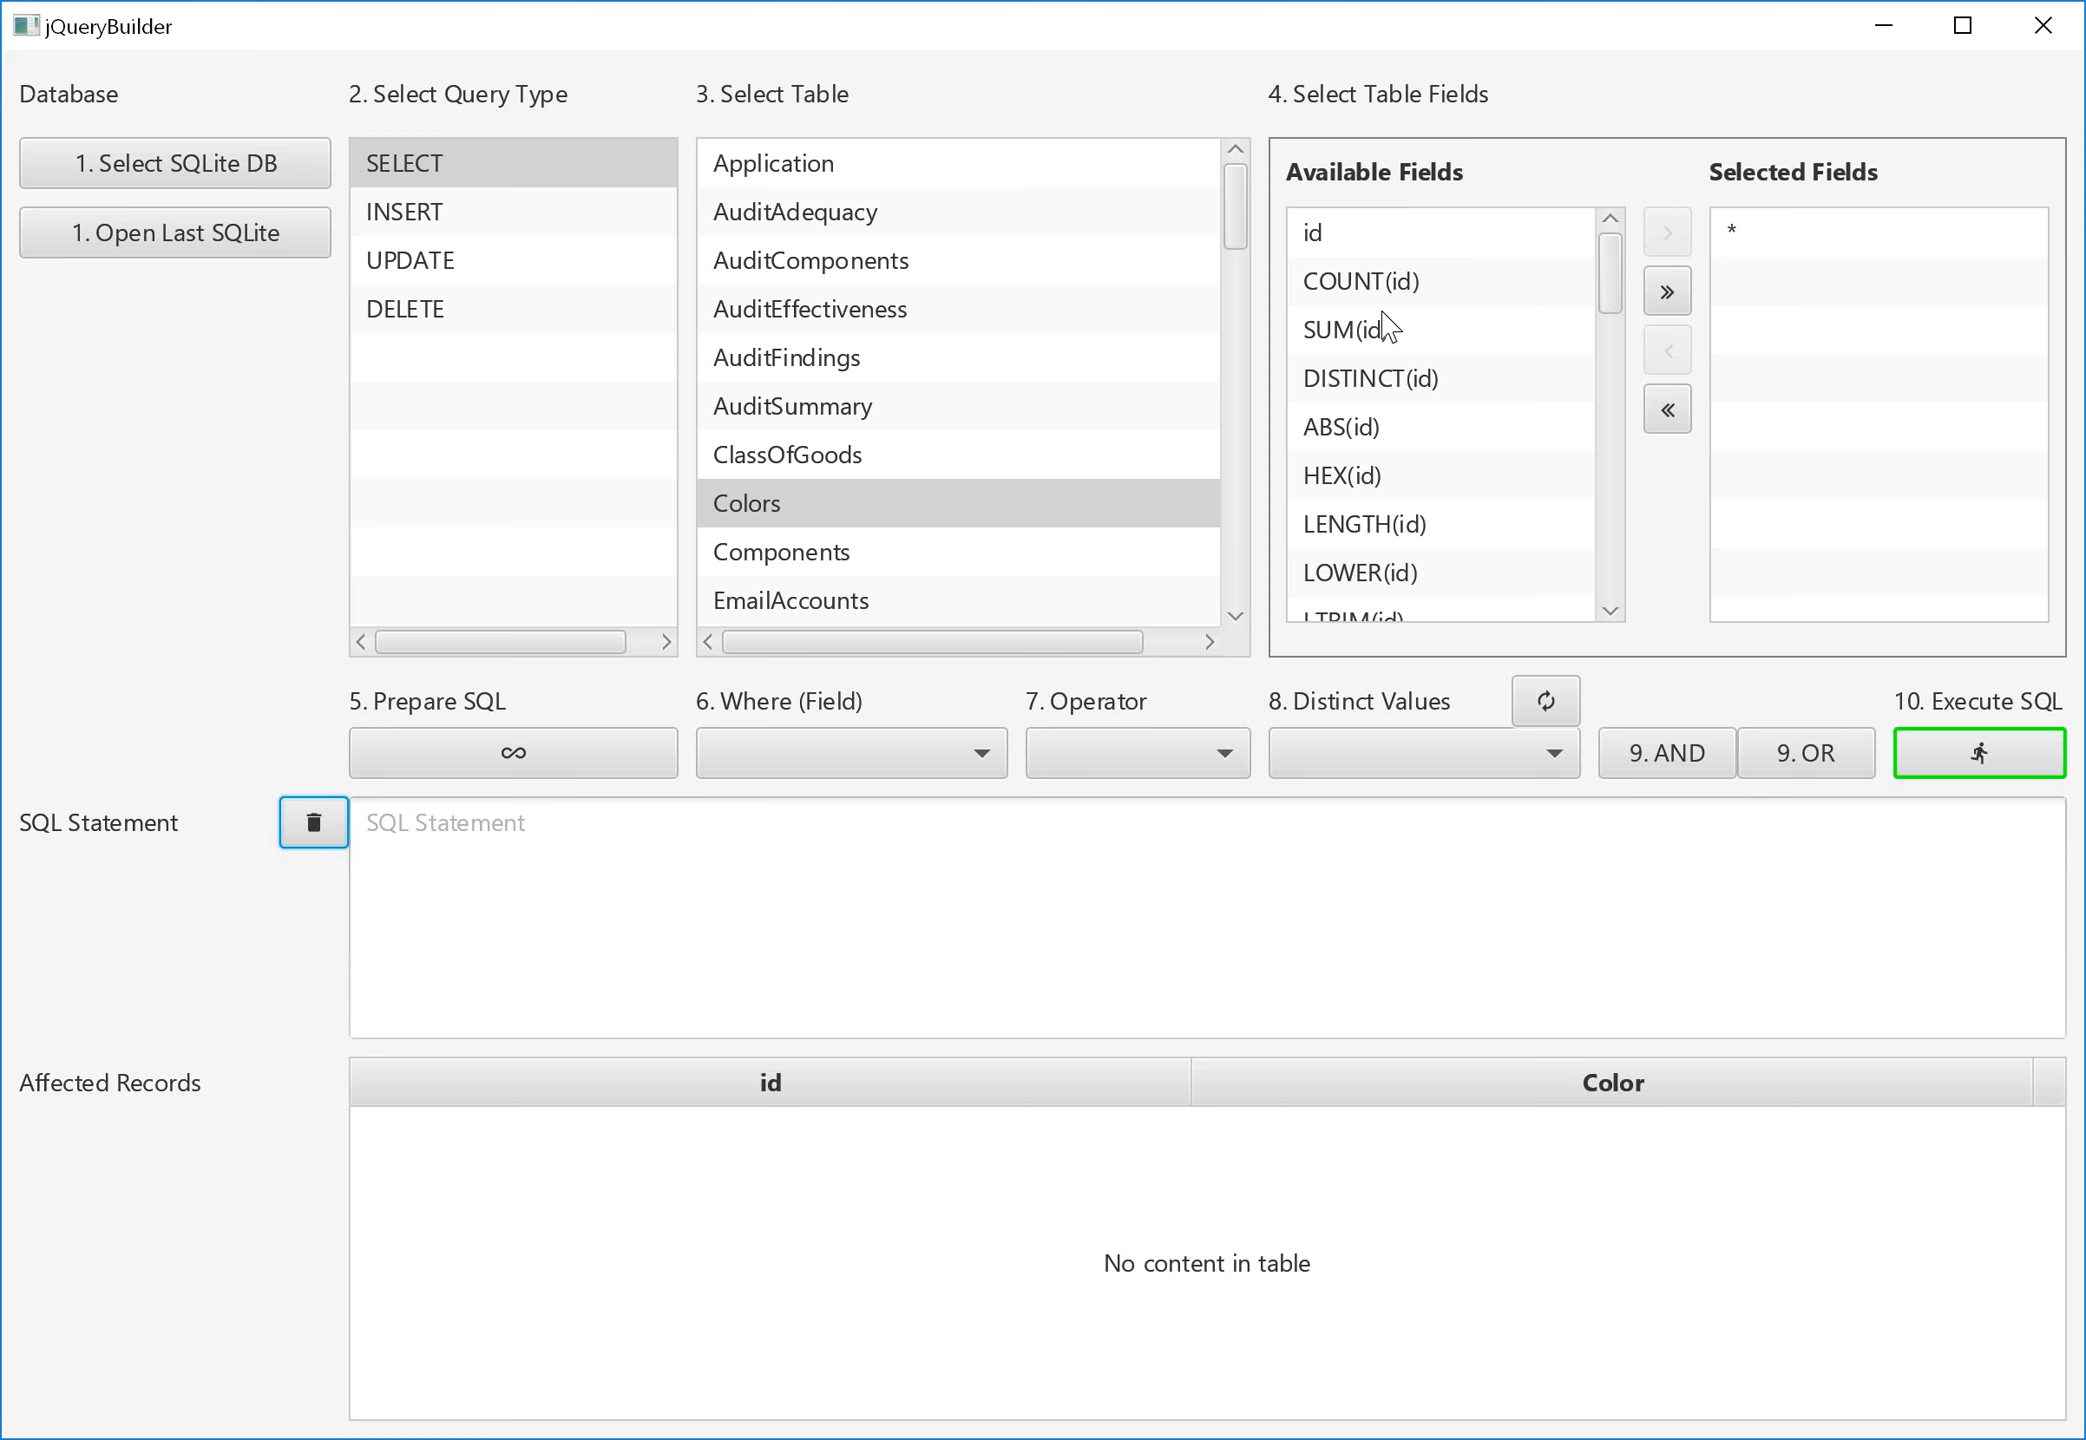 jQueryBuilder
Database
2. Select Query Type
3. Select Table
4. Select Table Fields
1. Select SQLite DB
1. Open Last SQLite
SELECT
INSERT
UPDATE
DELETE
Application
AuditAdequacy
AuditComponents
AuditEffectiveness
AuditFindings
AuditSummary
ClassOfGoods
Colors
Components
EmailAccounts
Available Fields
id
COUNT(id)
SUM(id)
DISTINCT(id)
ABS(id)
HEX(id)
LENGTH(id)
LOWER(id)
LTRIM(id)
Selected Fields
*
5. Prepare SQL
6. Where (Field)
7. Operator
8. Distinct Values
10. Execute SQL
9. AND
9. OR
SQL Statement
SQL Statement
Affected Records
id
Color
No content in table